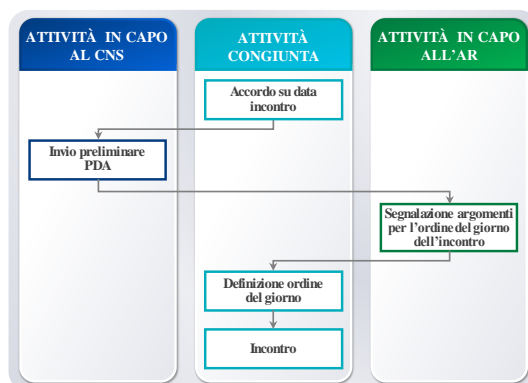 ATTIVITÀ IN CAPO
AL CNS
ATTIVITÀ
CONGIUNTA
ATTIVITÀ IN CAPO
ALL'AR
Accordo su data
incontro
Invio preliminare
PDA
Segnalazione argomenti
per l'ordine del giorno
dell'incontro
Definizione ordine
del giorno
Incontro